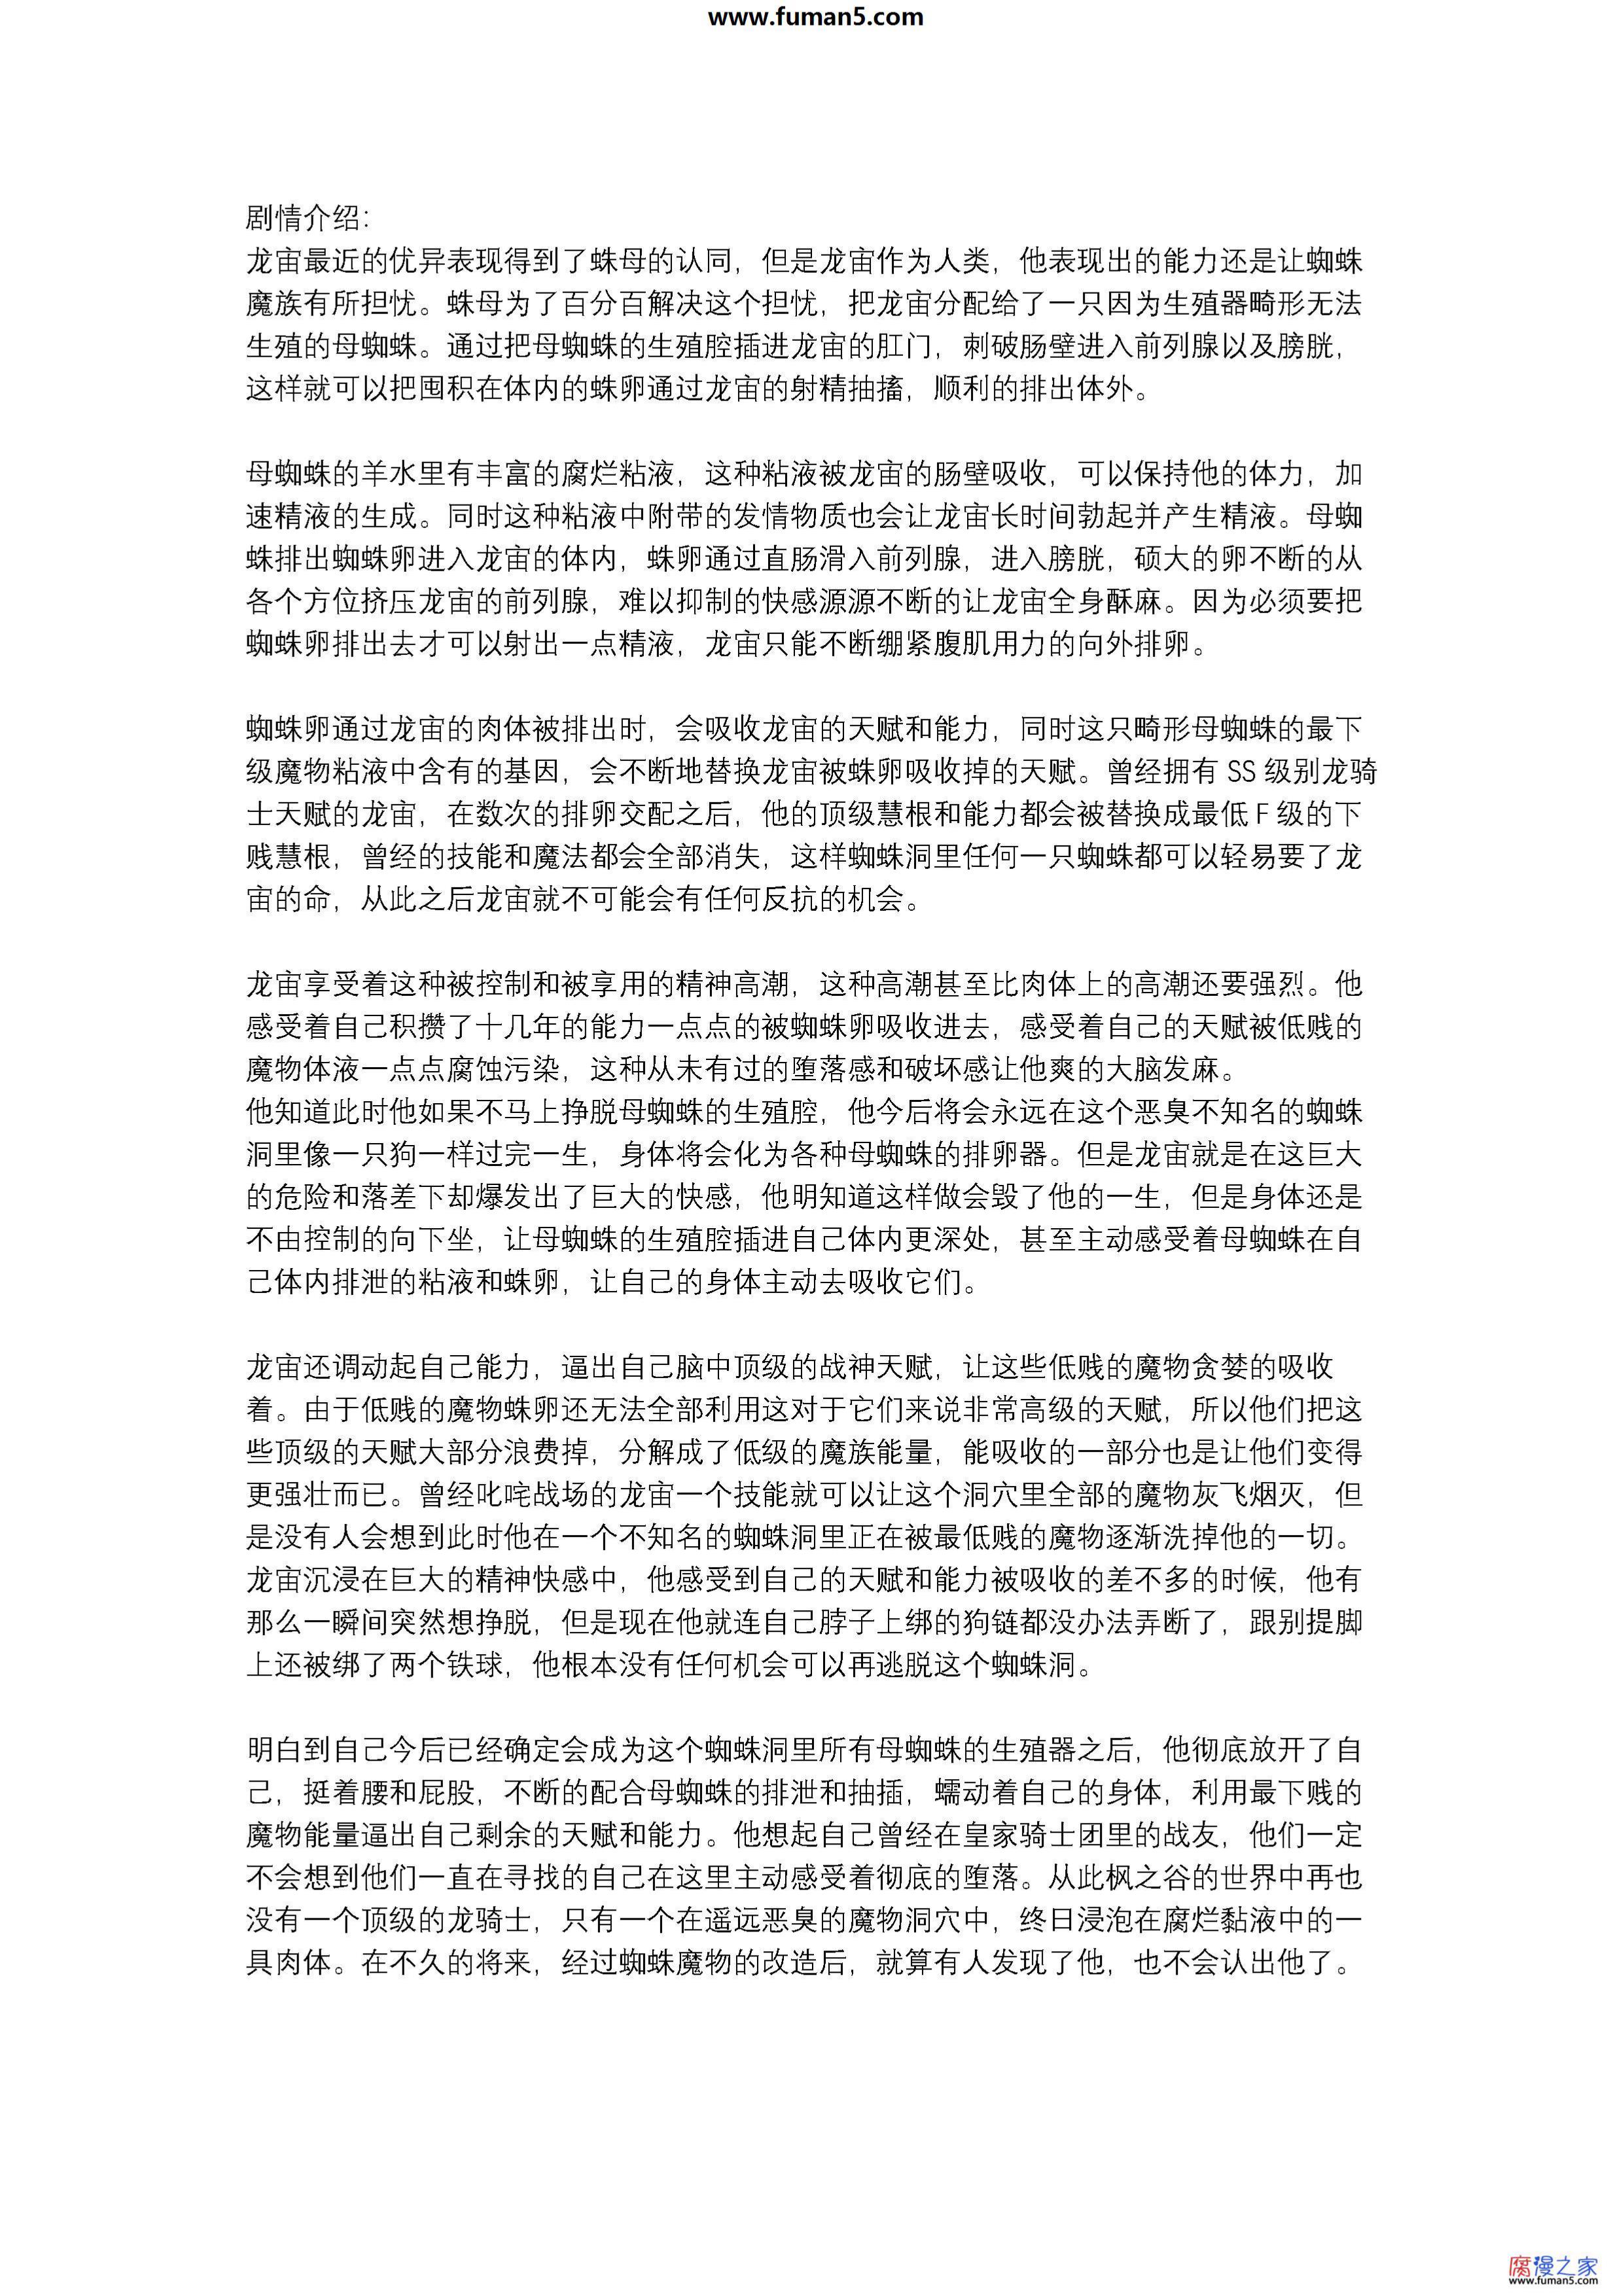 www.fuman5.com
剧情介绍：
龙宙最近的优异表现得到了蛛母的认同，但是龙宙作为人类，他表现出的能力还是让蜘蛛
魔族有所担忧。蛛母为了百分百解决这个担忧，把龙宙分配给了一只因为生殖器畸形无法
生殖的母蜘蛛。通过把母蜘蛛的生殖腔插进龙宙的肛门，刺破肠壁进入前列腺以及膀胱，
这样就可以把囤积在体内的蛛卵通过龙宙的射精抽搐，顺利的排出体外。
母蜘蛛的羊水里有丰富的腐烂粘液，这种粘液被龙宙的肠壁吸收，可以保持他的体力，加
速精液的生成。同时这种粘液中附带的发情物质也会让龙宙长时间勃起并产生精液。母蜘
蛛排出蜘蛛卵进入龙宙的体内，蛛卵通过直肠滑入前列腺，进入膀胱，硕大的卵不断的从
各个方位挤压龙宙的前列腺，难以抑制的快感源源不断的让龙宙全身酥麻。因为必须要把
蜘蛛卵排出去才可以射出一点精液，龙宙只能不断绷紧腹肌用力的向外排卵。
蜘蛛卵通过龙宙的肉体被排出时，会吸收龙宙的天赋和能力，同时这只畸形母蜘蛛的最下
级魔物粘液中含有的基因，会不断地替换龙宙被蛛卵吸收掉的天赋。曾经拥有 SS 级别龙骑
士天赋的龙宙，在数次的排卵交配之后，他的顶级慧根和能力都会被替换成最低 F 级的下
贱慧根，曾经的技能和魔法都会全部消失，这样蜘蛛洞里任何一只蜘蛛都可以轻易要了龙
宙的命，从此之后龙宙就不可能会有任何反抗的机会。
龙宙享受着这种被控制和被享用的精神高潮，这种高潮甚至比肉体上的高潮还要强烈。他
感受着自己积攒了十几年的能力一点点的被蜘蛛卵吸收进去，感受着自己的天赋被低贱的
魔物体液一点点腐蚀污染，这种从未有过的堕落感和破坏感让他爽的大脑发麻。
他知道此时他如果不马上挣脱母蜘蛛的生殖腔，他今后将会永远在这个恶臭不知名的蜘蛛
洞里像一只狗一样过完一生，身体将会化为各种母蜘蛛的排卵器。但是龙宙就是在这巨大
的危险和落差下却爆发出了巨大的快感，他明知道这样做会毁了他的一生，但是身体还是
不由控制的向下坐，让母蜘蛛的生殖腔插进自己体内更深处，甚至主动感受着母蜘蛛在自
己体内排泄的粘液和蛛卵，让自己的身体主动去吸收它们。
龙宙还调动起自己能力，逼出自己脑中顶级的战神天赋，让这些低贱的魔物贪婪的吸收
着。由于低贱的魔物蛛卵还无法全部利用这对于它们来说非常高级的天赋，所以他们把这
些顶级的天赋大部分浪费掉，分解成了低级的魔族能量，能吸收的一部分也是让他们变得
更强壮而已。曾经叱咤战场的龙宙一个技能就可以让这个洞穴里全部的魔物灰飞烟灭，但
是没有人会想到此时他在一个不知名的蜘蛛洞里正在被最低贱的魔物逐渐洗掉他的一切。
龙宙沉浸在巨大的精神快感中，他感受到自己的天赋和能力被吸收的差不多的时候，他有
那么一瞬间突然想挣脱，但是现在他就连自己脖子上绑的狗链都没办法弄断了，跟别提脚
上还被绑了两个铁球，他根本没有任何机会可以再逃脱这个蜘蛛洞。
明白到自己今后已经确定会成为这个蜘蛛洞里所有母蜘蛛的生殖器之后，他彻底放开了自
己，挺着腰和屁股，不断的配合母蜘蛛的排泄和抽插，蠕动着自己的身体，利用最下贱的
魔物能量逼出自己剩余的天赋和能力。他想起自己曾经在皇家骑士团里的战友，他们一定
不会想到他们一直在寻找的自己在这里主动感受着彻底的堕落。从此枫之谷的世界中再也
没有一个顶级的龙骑士，只有一个在遥远恶臭的魔物洞穴中，终日浸泡在腐烂黏液中的一
具肉体。在不久的将来，经过蜘蛛魔物的改造后，就算有人发现了他，也不会认出他了。
腐漫之家
www.fuman5.com